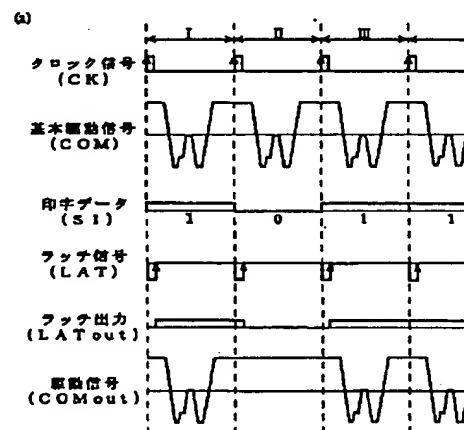 (a)
I II III
クロック信号
(CK)
基本駆動信号
(COM)
印字データ
(SI)
1 0 1 1
ラッチ信号
(LAT)
ラッチ出力
(LATout)
駆動信号
(COMout)